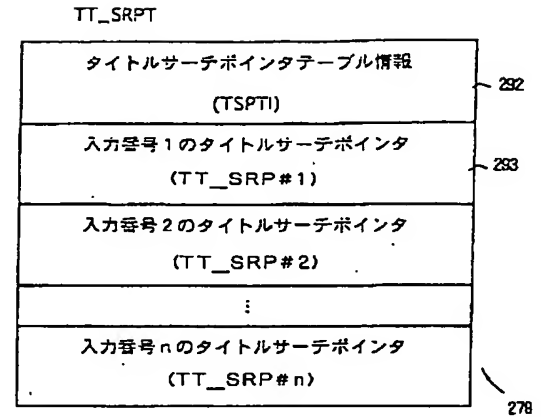 TT_SRPT
タイトルサーチポインタテーブル情報
(TSPTI)
292
入力番号1のタイトルサーチポインタ
(TT_SRP#1)
293
入力番号2のタイトルサーチポインタ
(TT_SRP#2)
⋮
入力番号nのタイトルサーチポインタ
(TT_SRP#n)
279